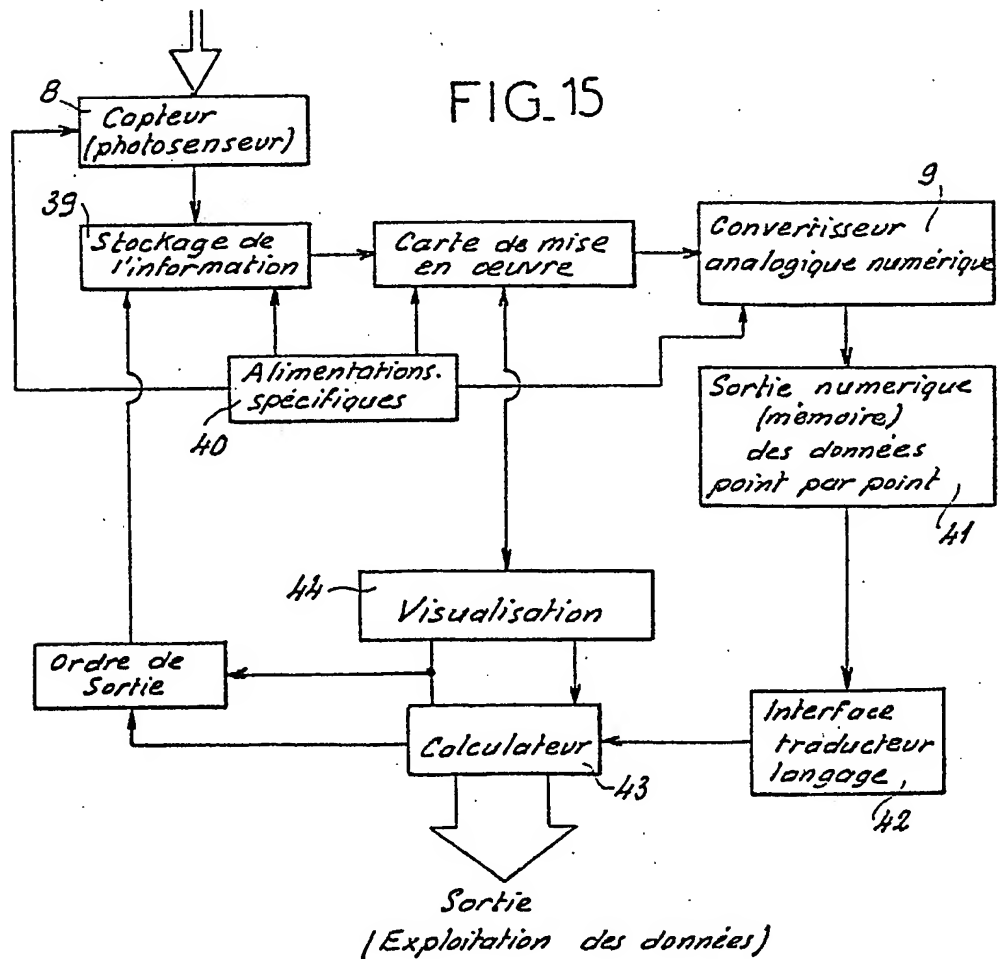 FIG_15
8
Capteur
(photosenseur)
39
Stockage de
l'information
Carte de mise
en oeuvre
9
Convertisseur
analogique numérique
Alimentations.
spécifiques
40
Sortie numerique
(mémoire)
des données
point par point
41
44
Visualisation
Ordre de
Sortie
Calculateur
43
Interface
traducteur
langage
42
Sortie
(Exploitation des données)